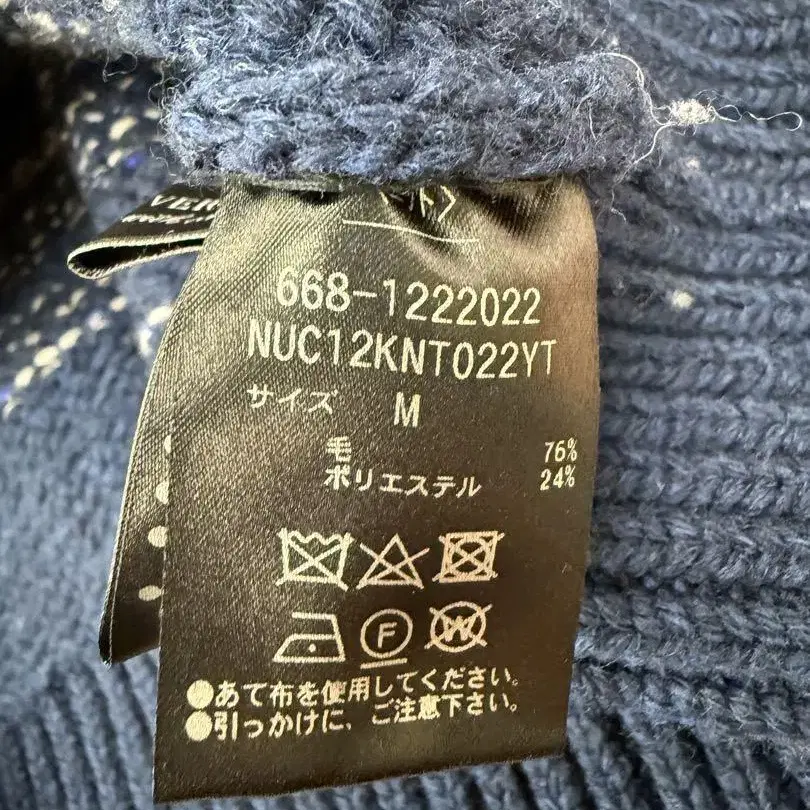 668-1222022
NUC12KNT022YT
サイズ M
毛 76%
ポリエステル 24%
F
W
●あて布を使用してください。
●引っかけに、ご注意下さい。